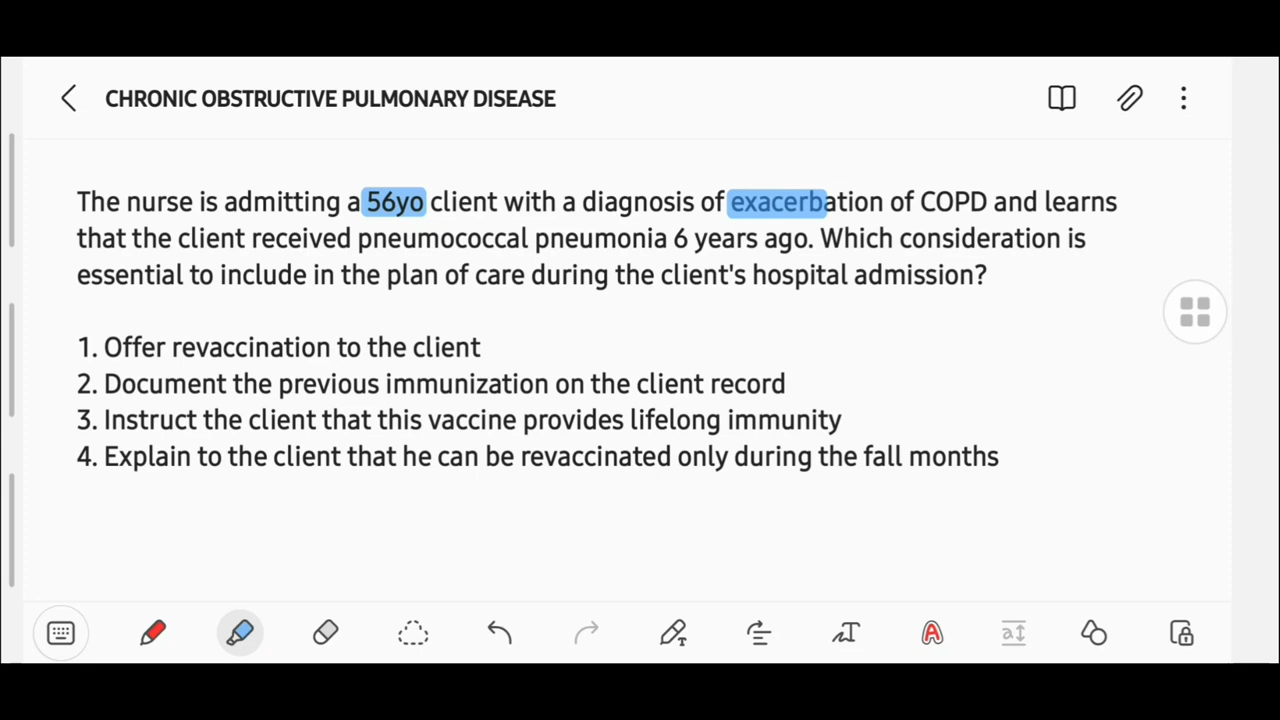 CHRONIC OBSTRUCTIVE PULMONARY DISEASE
The nurse is admitting a 56yo client with a diagnosis of exacerbation of COPD and learns
that the client received pneumococcal pneumonia 6 years ago. Which consideration is
essential to include in the plan of care during the client's hospital admission?
1. Offer revaccination to the client
2. Document the previous immunization on the client record
3. Instruct the client that this vaccine provides lifelong immunity
4. Explain to the client that he can be revaccinated only during the fall months